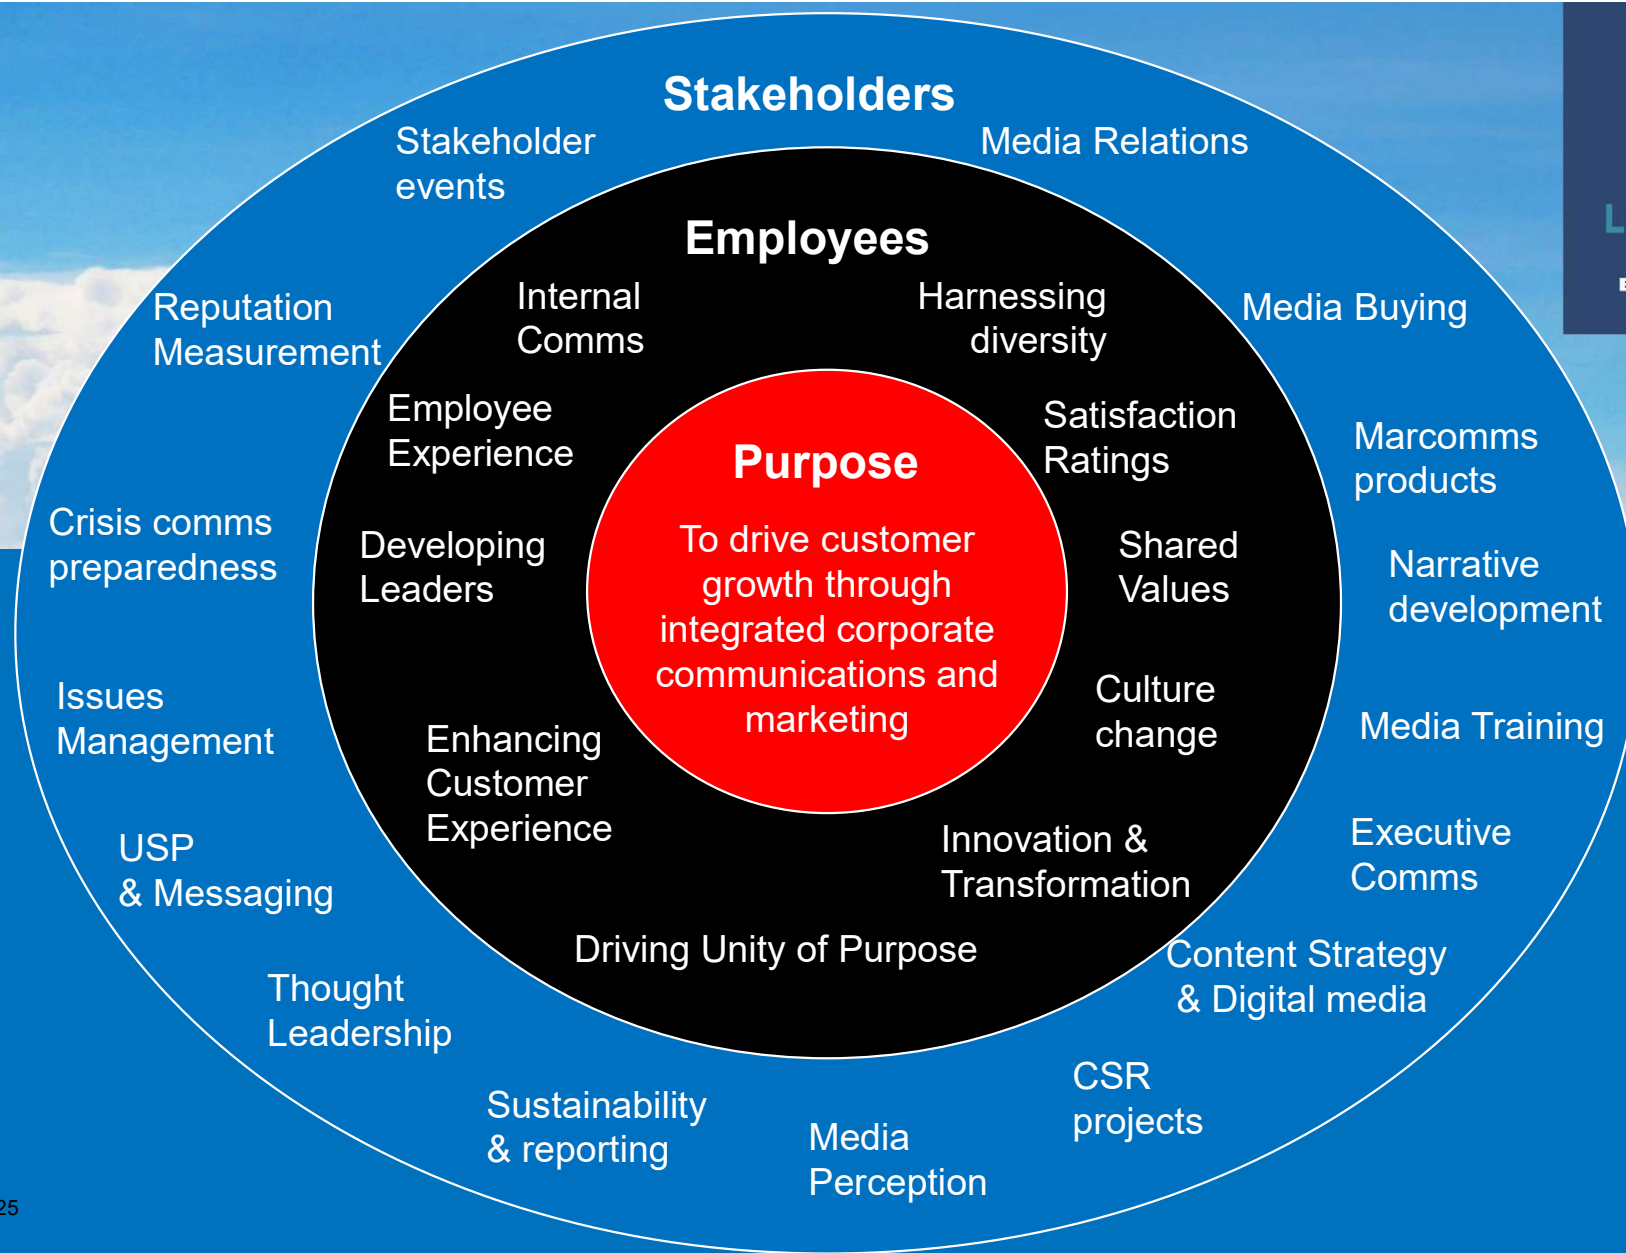 Stakeholders
Stakeholder
events
Media Relations
Employees
Internal
Comms
Harnessing
diversity
Reputation
Measurement
Media Buying
Employee
Experience
Satisfaction
Ratings
Marcomms
products
Purpose
To drive customer
growth through
integrated corporate
communications and
marketing
Crisis comms
preparedness
Developing
Leaders
Shared
Values
Narrative
development
Issues
Management
Enhancing
Customer
Experience
Culture
change
Media Training
USP
& Messaging
Innovation &
Transformation
Executive
Comms
Driving Unity of Purpose
Content Strategy
& Digital media
Thought
Leadership
Sustainability
& reporting
Media
Perception
CSR
projects
25
L